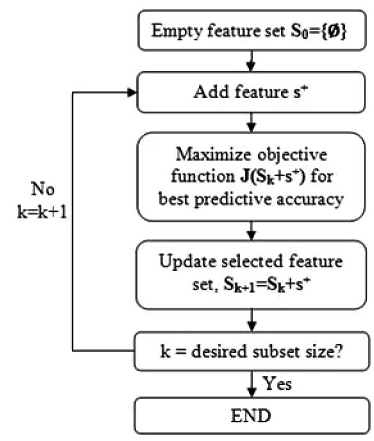 Empty feature set S₀={Ø}
Add feature s⁺
Maximize objective
function J(Sₖ+s⁺) for
best predictive accuracy
Update selected feature
set, Sₖ₊₁=Sₖ+s⁺
No
k=k+1
k = desired subset size?
Yes
END